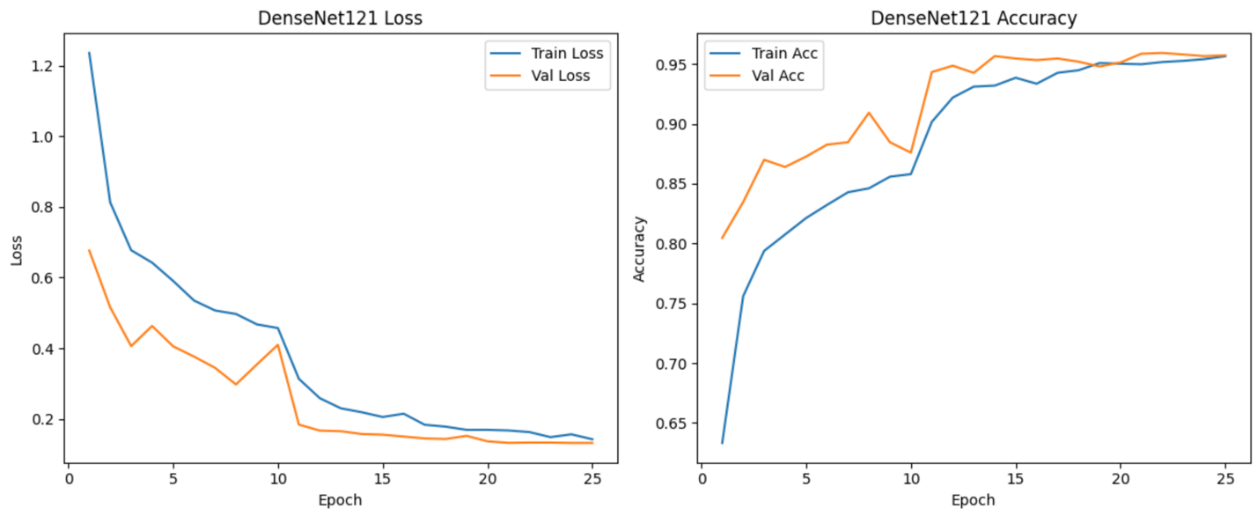 DenseNet121 Loss
Train Loss
Val Loss
1.2
1.0
0.8
0.6
0.4
0.2
Loss
0 5 10 15 20 25
Epoch
DenseNet121 Accuracy
Train Acc
Val Acc
0.95
0.90
0.85
0.80
0.75
0.70
0.65
Accuracy
0 5 10 15 20 25
Epoch